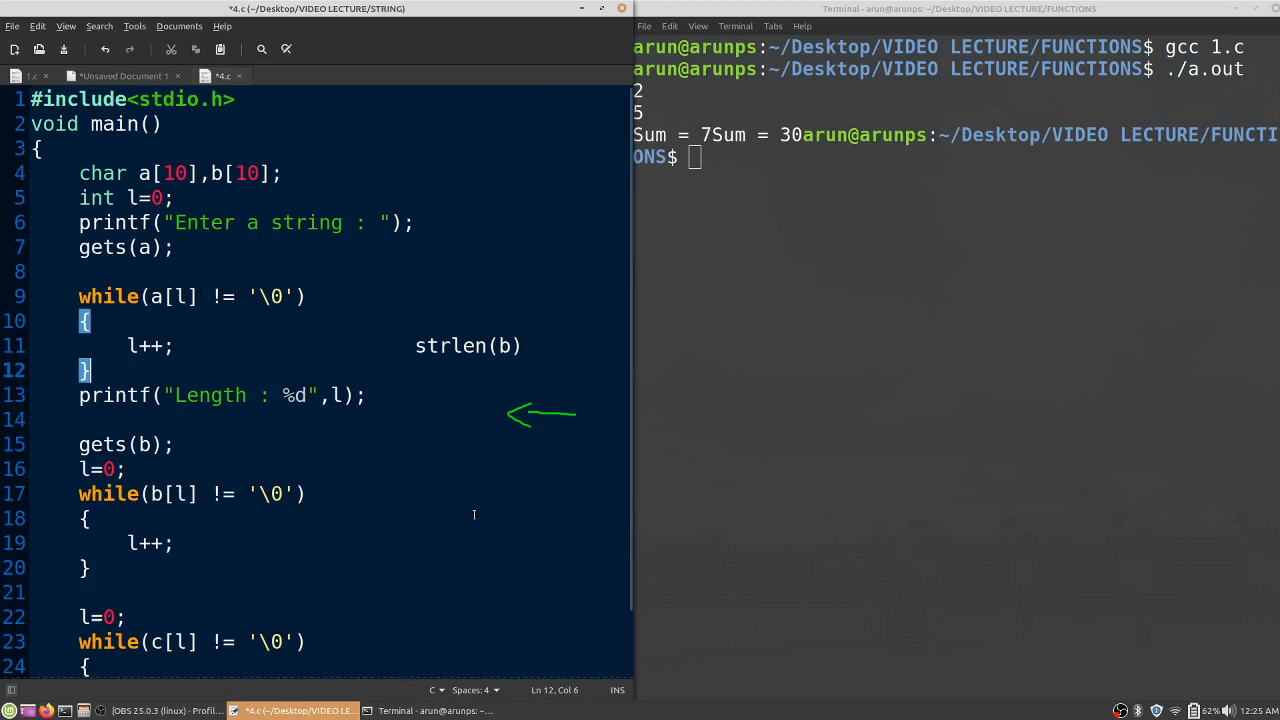 *4.c (~/Desktop/VIDEO LECTURE/STRING)
File Edit View Search Tools Documents Help
1.c × *Unsaved Document 1 × *4.c ×
1 #include<stdio.h>
2 void main()
3 {
4 char a[10],b[10];
5 int l=0;
6 printf("Enter a string : ");
7 gets(a);
8
9 while(a[l] != '\0')
10 {
11 l++; strlen(b)
12 }
13 printf("Length : %d",l);
14
15 gets(b);
16 l=0;
17 while(b[l] != '\0')
18 {
19 l++;
20 }
21
22 l=0;
23 while(c[l] != '\0')
24 {
C Spaces: 4 Ln 12, Col 6 INS
Terminal - arun@arunps: ~/Desktop/VIDEO LECTURE/FUNCTIONS
File Edit View Terminal Tabs Help
arun@arunps:~/Desktop/VIDEO LECTURE/FUNCTIONS$ gcc 1.c
arun@arunps:~/Desktop/VIDEO LECTURE/FUNCTIONS$ ./a.out
2
5
Sum = 7Sum = 30arun@arunps:~/Desktop/VIDEO LECTURE/FUNCTI
ONS$
[OBS 25.0.3 (linux) - Profil... *4.c (~/Desktop/VIDEO LE... Terminal - arun@arunps: ~/D... 62% 12:25 AM